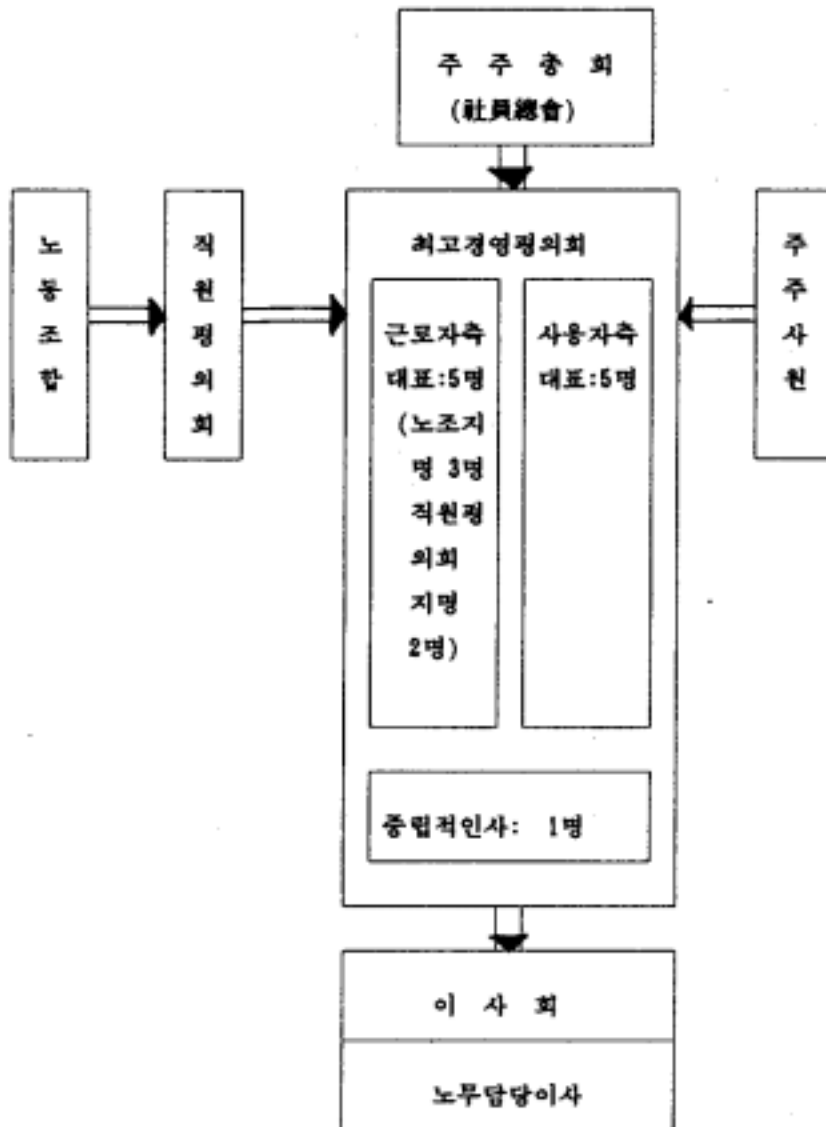 주 주 총 회
(社員總會)
노동조합
직원평의회
최고경영평의회
근로자측
대표:5명
(노조지
명 3명
직원평
의회
지명
2명)
사용자측
대표:5명
주주사원
중립적인사: 1명
이 사 회
노무담당이사